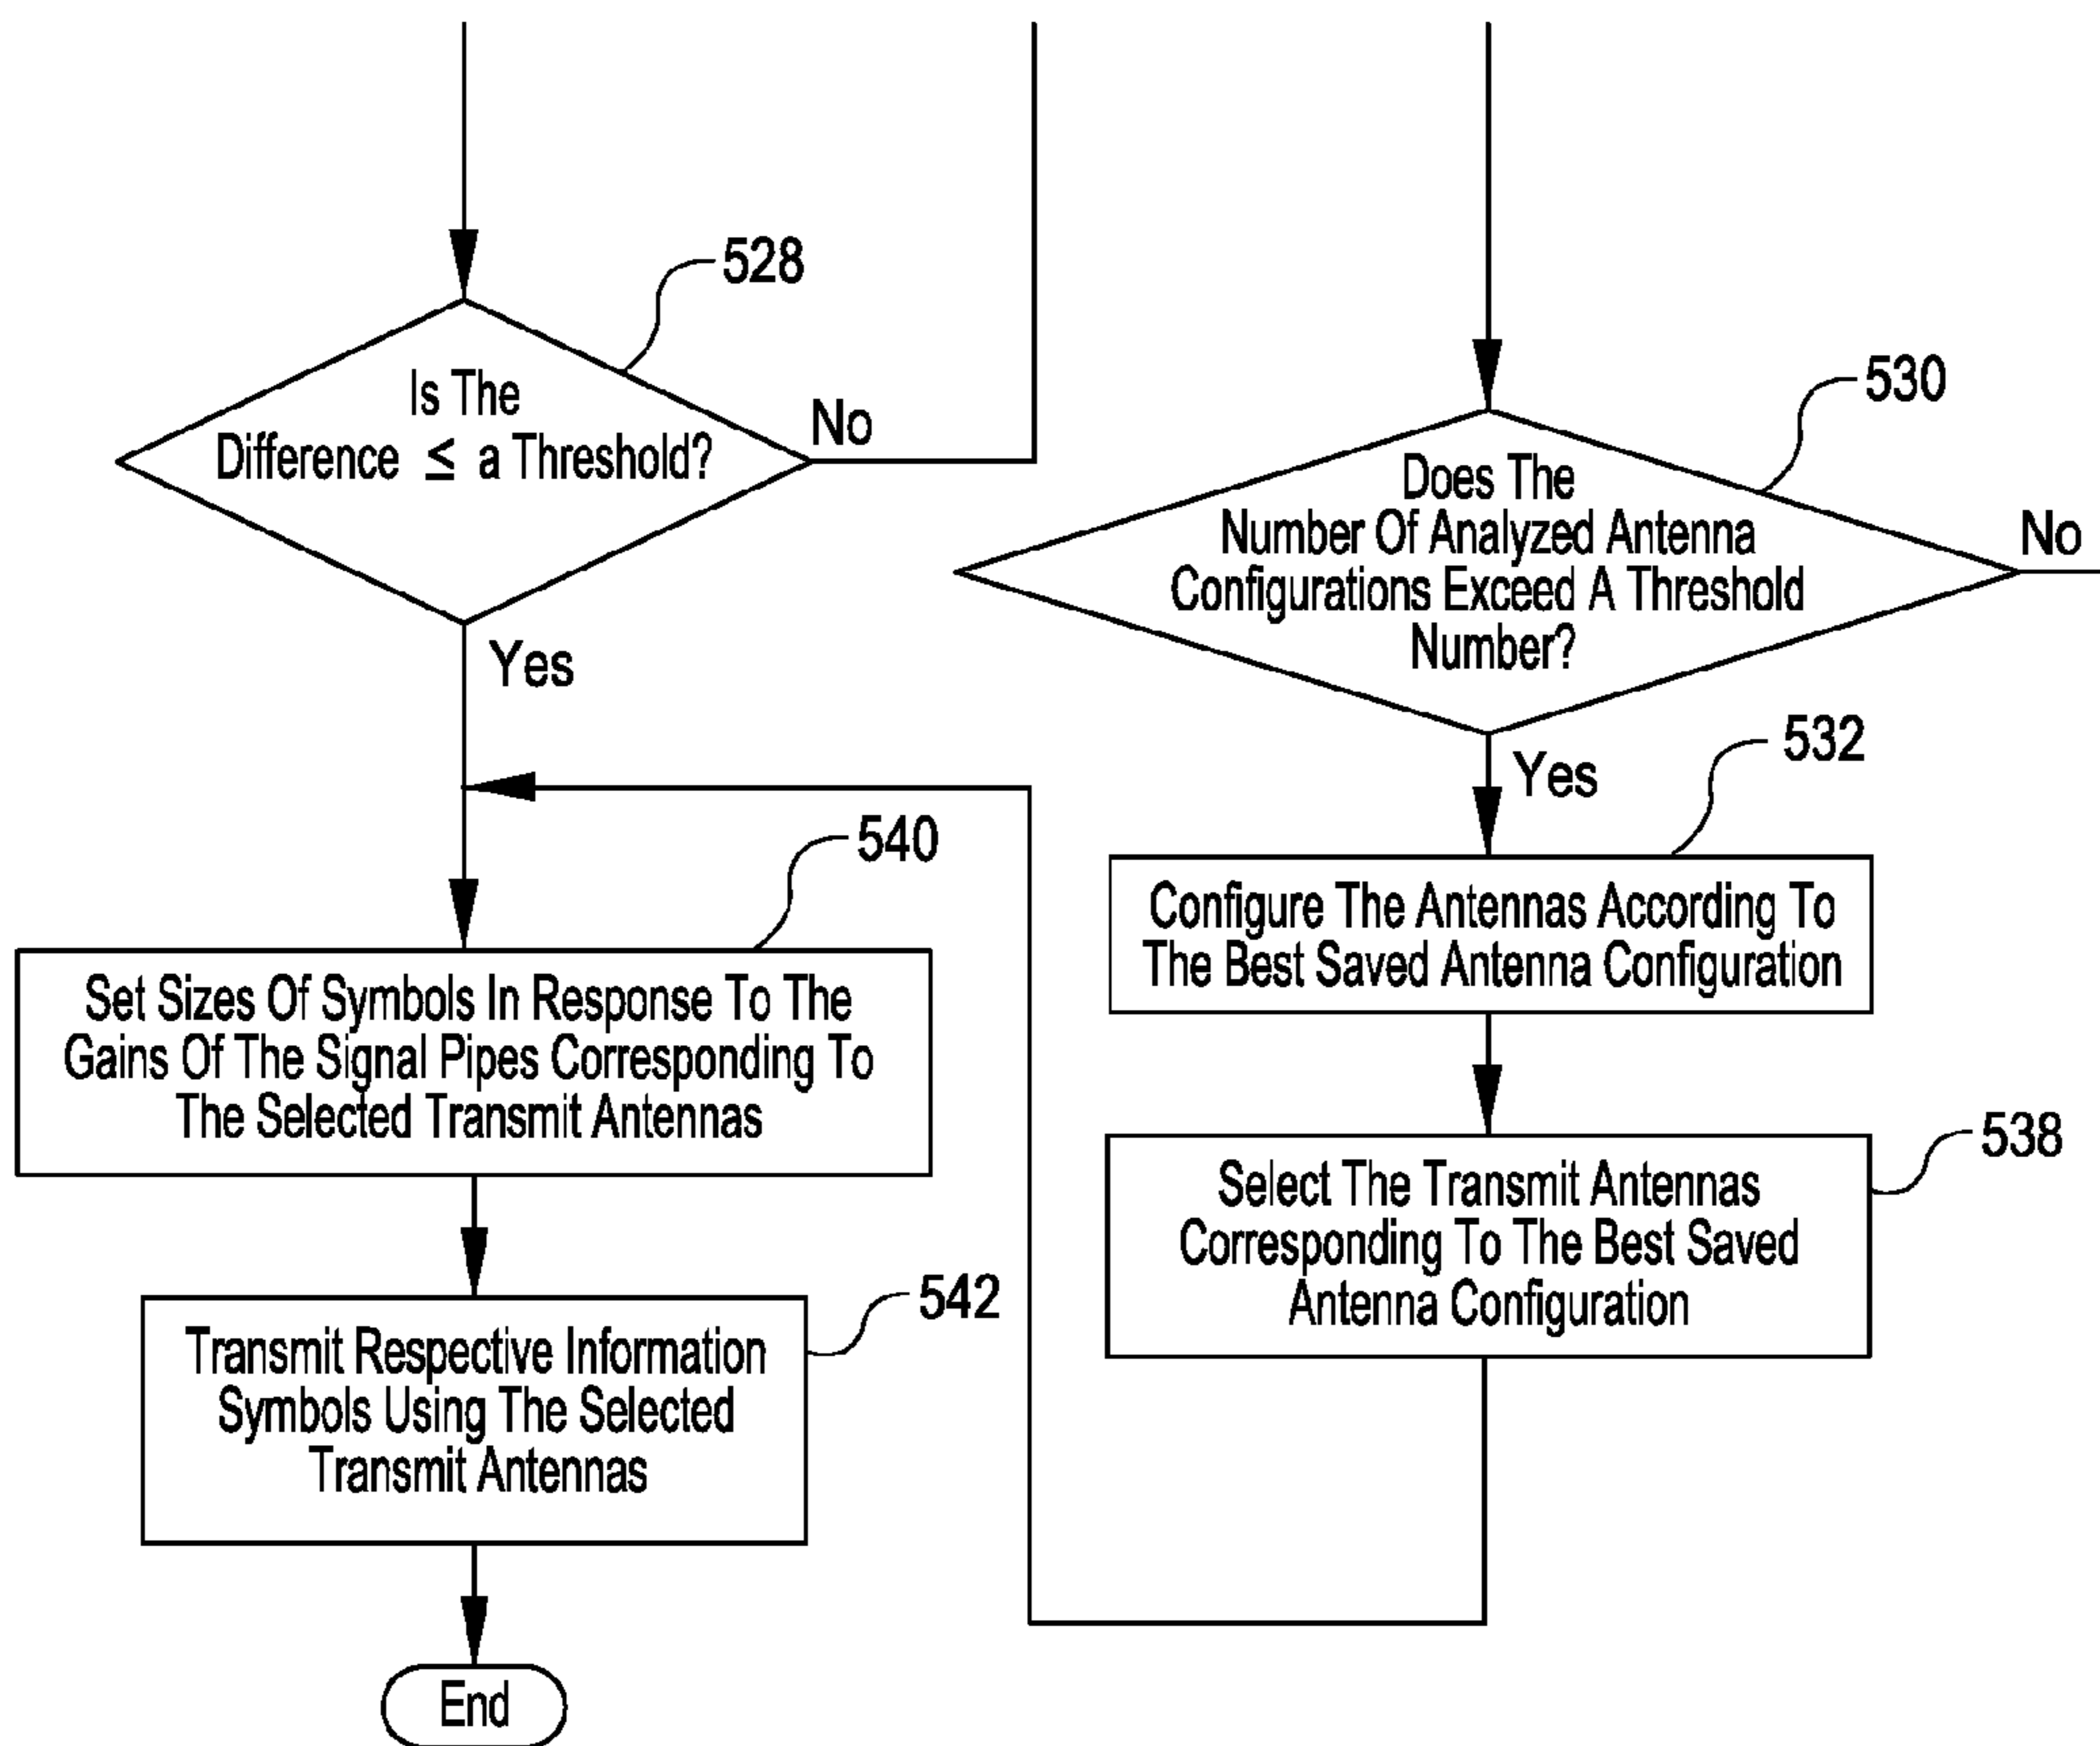 528
Is The
Difference ≤ a Threshold?
No
Yes
530
Does The
Number Of Analyzed Antenna
Configurations Exceed A Threshold
Number?
No
Yes
532
Configure The Antennas According To
The Best Saved Antenna Configuration
540
Set Sizes Of Symbols In Response To The
Gains Of The Signal Pipes Corresponding To
The Selected Transmit Antennas
538
Select The Transmit Antennas
Corresponding To The Best Saved
Antenna Configuration
542
Transmit Respective Information
Symbols Using The Selected
Transmit Antennas
End